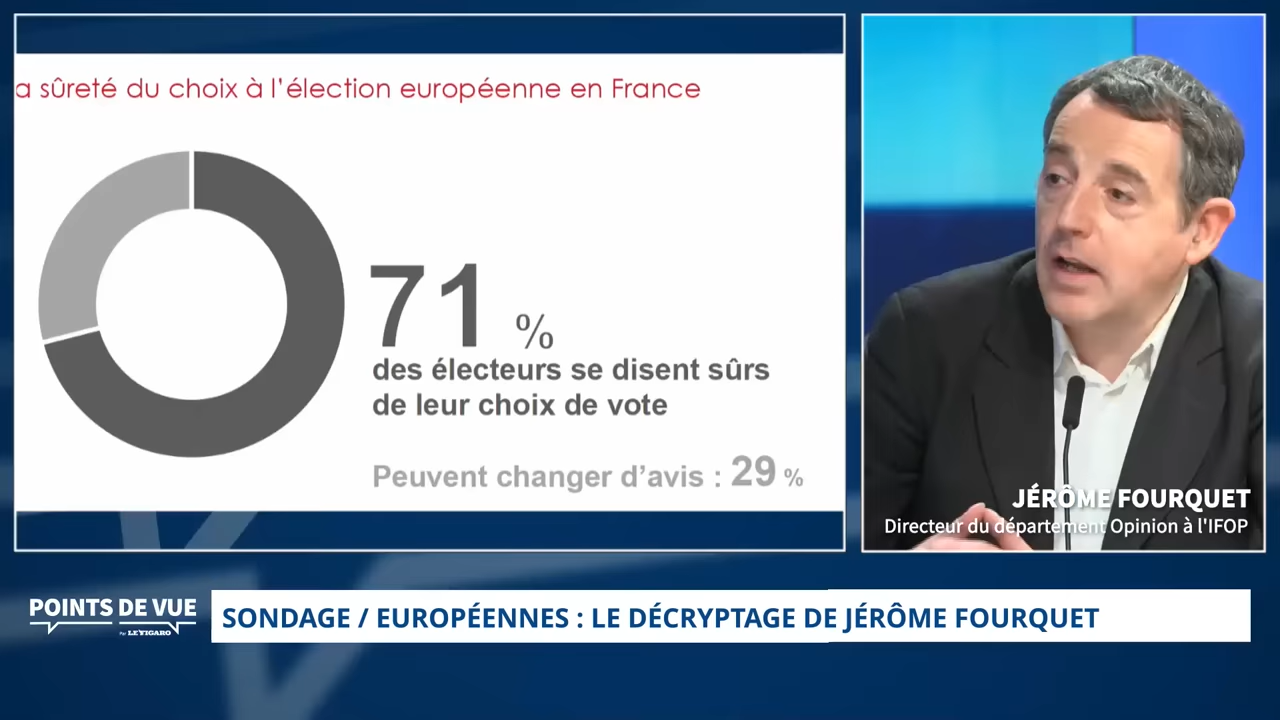 a sûreté du choix à l'élection européenne en France
71 %
des électeurs se disent sûrs
de leur choix de vote
Peuvent changer d'avis : 29 %
JÉRÔME FOURQUET
Directeur du département Opinion à l'IFOP
POINTS DE VUE
Par LE FIGARO
SONDAGE / EUROPÉENNES : LE DÉCRYPTAGE DE JÉRÔME FOURQUET